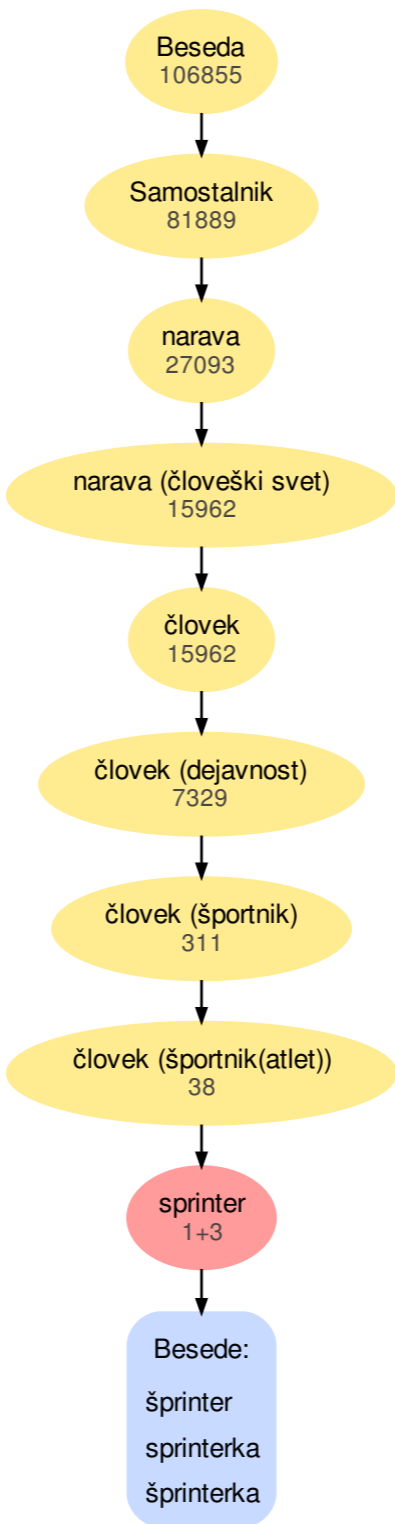 Beseda
106855
Samostalnik
81889
narava
27093
narava (človeški svet)
15962
človek
15962
človek (dejavnost)
7329
človek (športnik)
311
človek (športnik(atlet))
38
sprinter
1+3
Besede:
šprinter
sprinterka
šprinterka